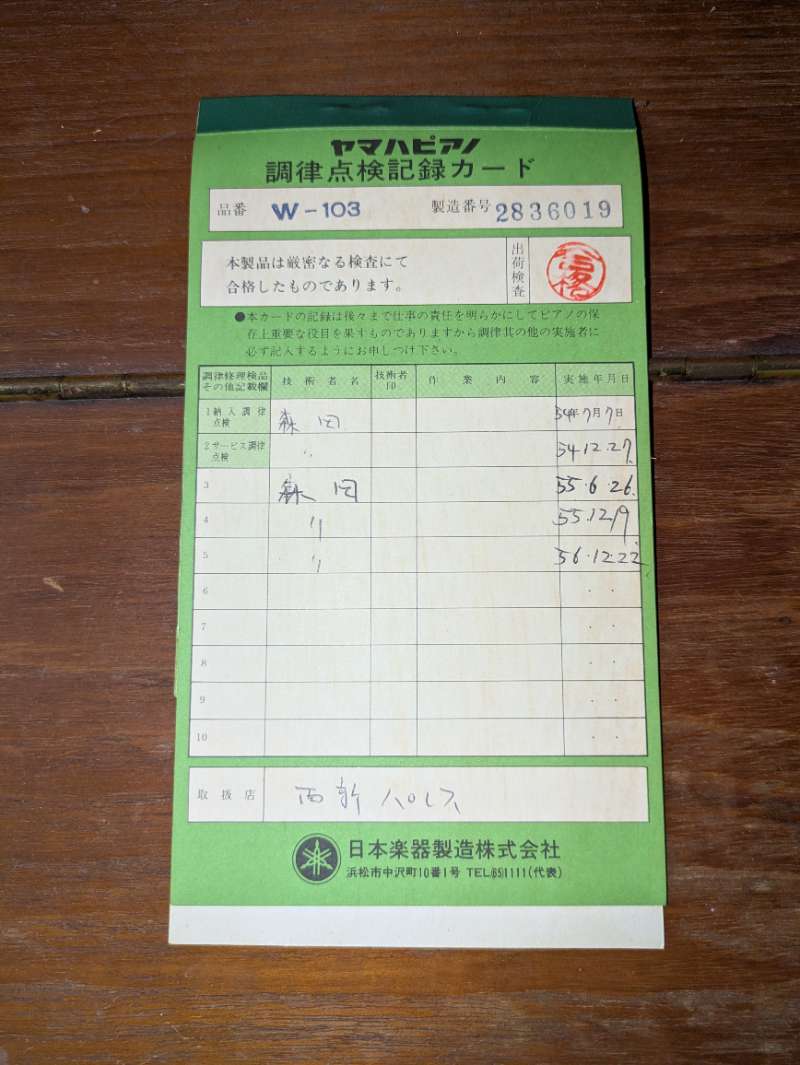 ヤマハピアノ
調律点検記録カード
品番 W-103 製造番号 2836019
本製品は厳密なる検査にて
合格したものであります。
出荷検査
合格
●本カードの記録は後々まで仕事の責任を明らかにしてピアノの保
存上重要な役目を果すものでありますから調律其の他の実施者に
必ず記入するようにお申しつけ下さい。
調律修理検品
その他記載欄 技術者名 技術者印 作業内容 実施年月日
1 納入調律点検 森田 54年7月7日
2 サービス調律点検 〃 54.12.27
3 森田 55.6.26
4 〃 55.12.19
5 〃 56.12.22
6 . .
7 . .
8 . .
9 . .
10 . .
取扱店 西新パレス
日本楽器製造株式会社
浜松市中沢町10番1号 TEL(65)1111(代表)